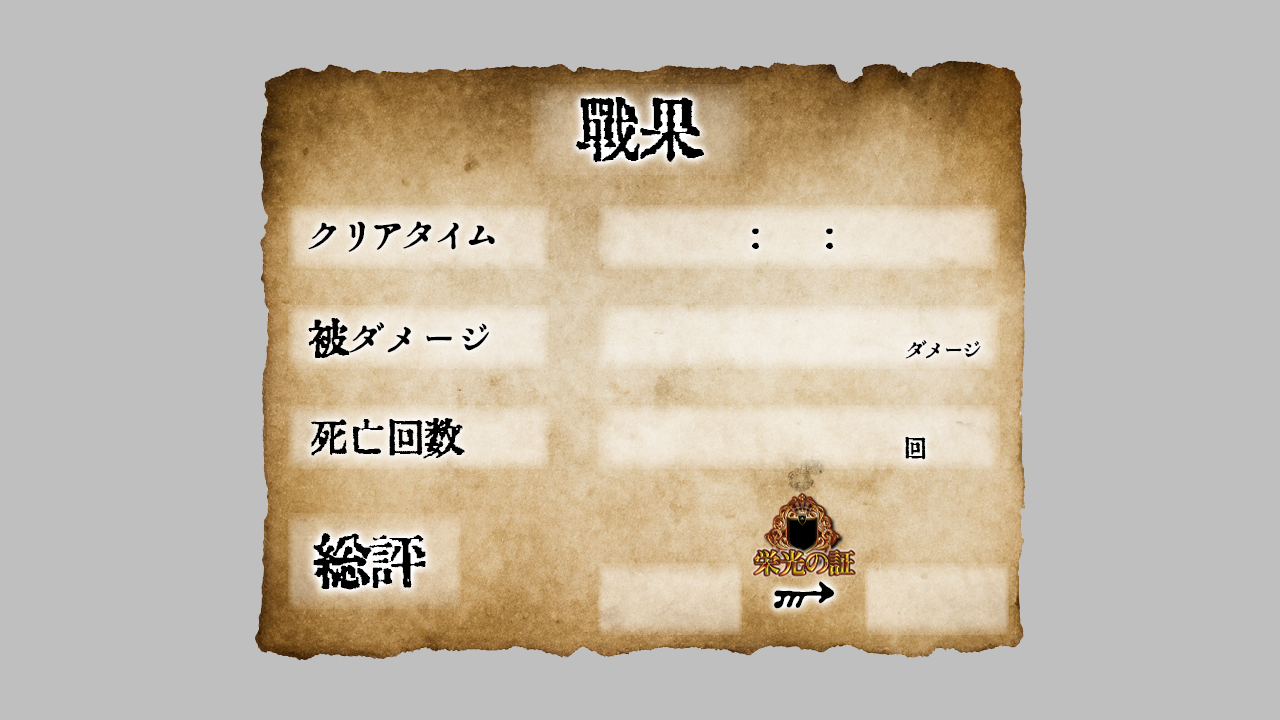 戰果
クリアタイム : :
被ダメージ ダメージ
死亡回数 回
総評
栄光の証